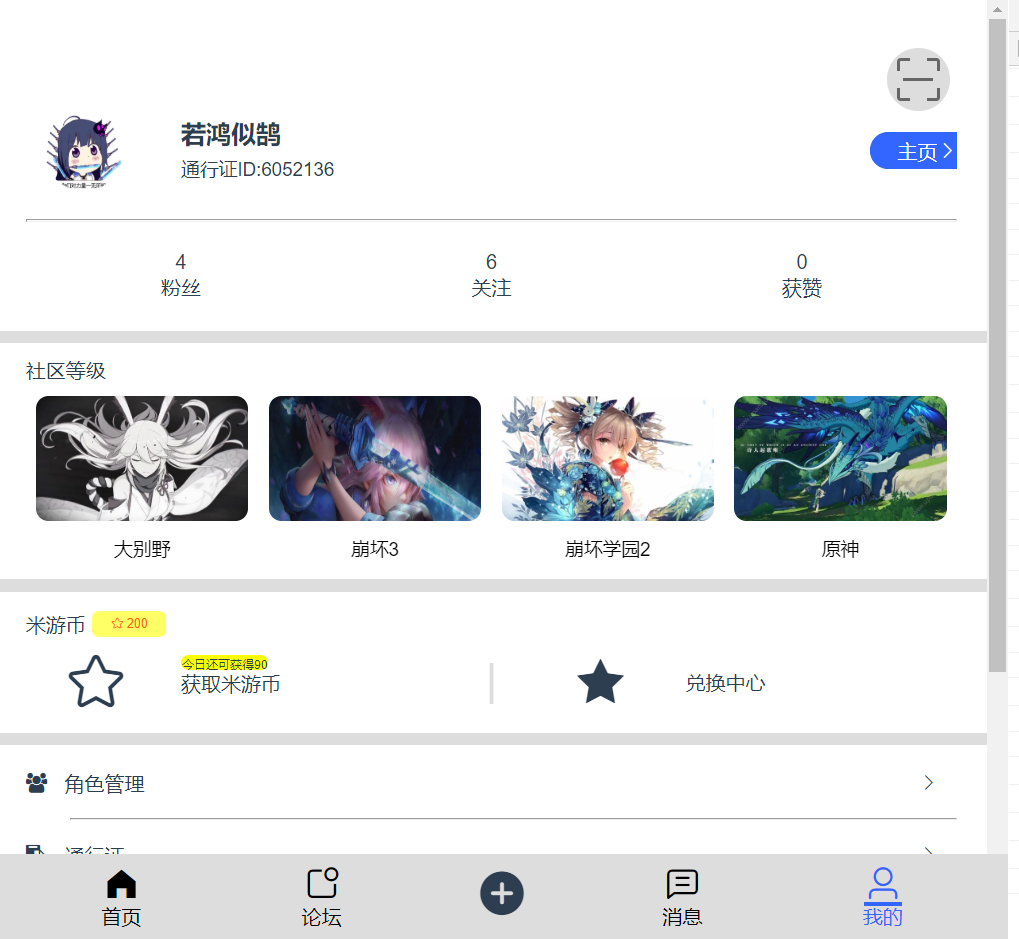 若鸿似鹄
通行证ID:6052136
主页
4
粉丝
6
关注
0
获赞
社区等级
大别野
崩坏3
崩坏学园2
原神
米游币
200
今日还可获得90
获取米游币
兑换中心
角色管理
通行证
首页
论坛
消息
我的